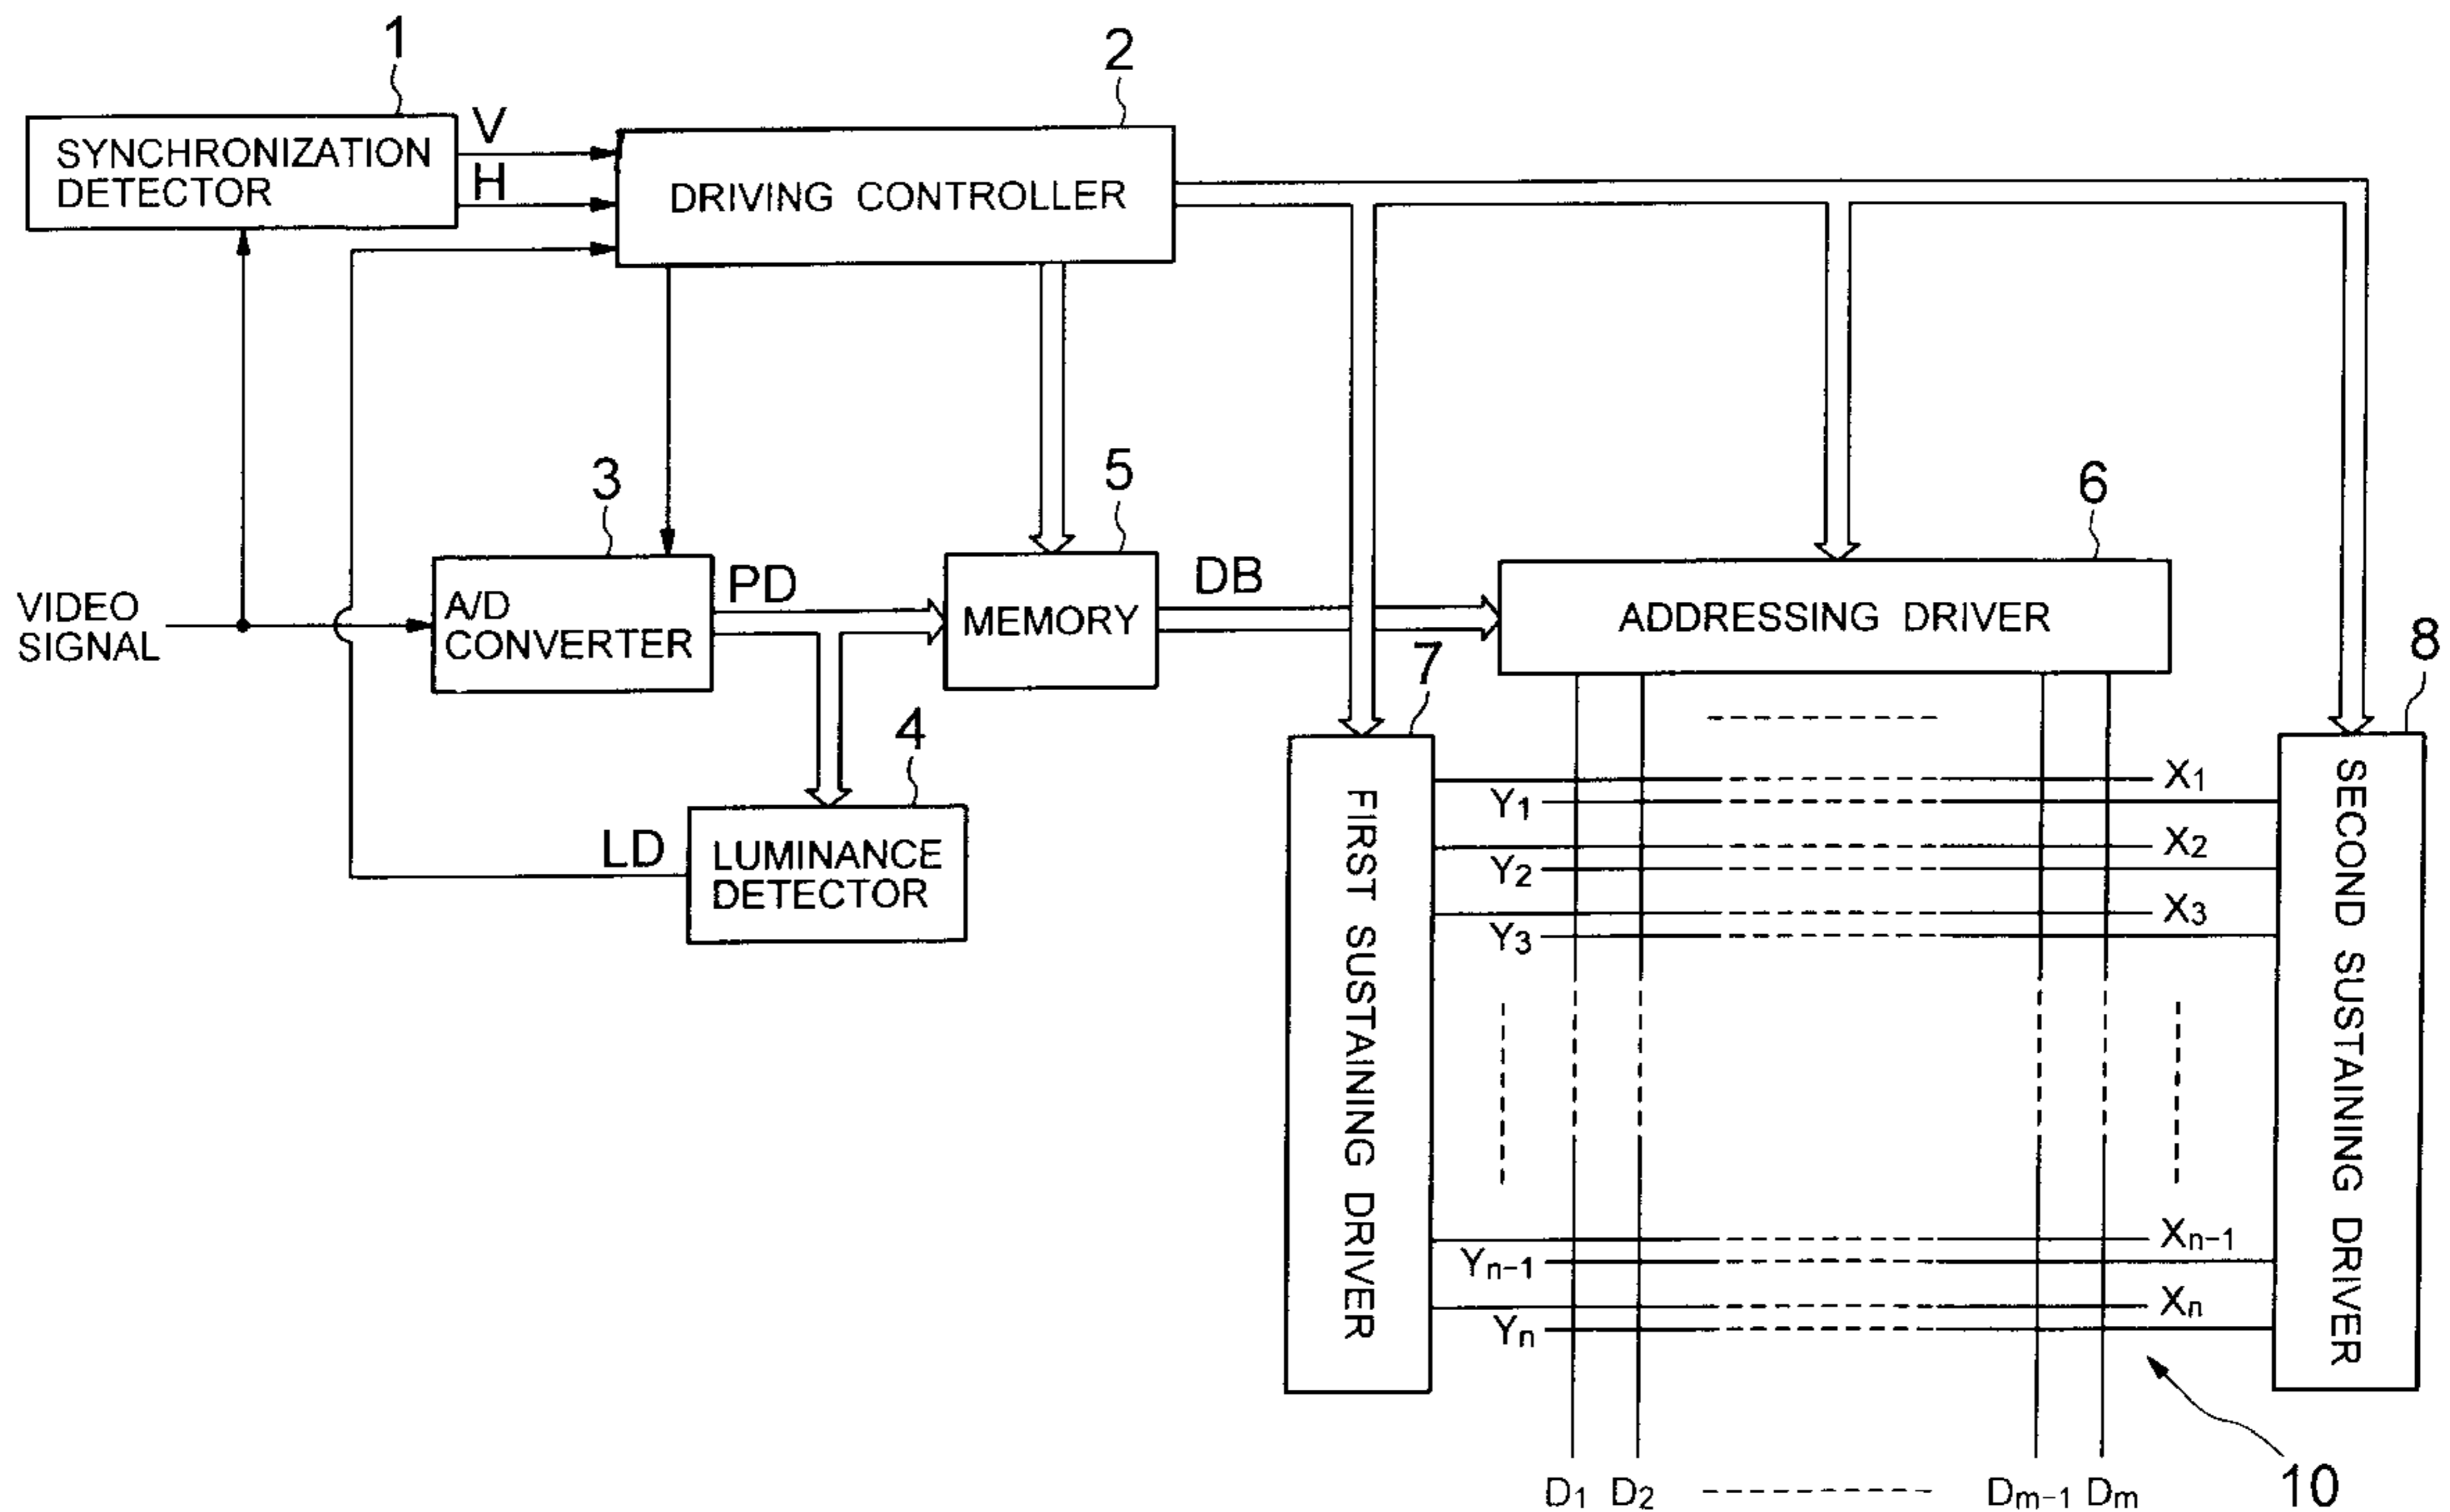 1
2
SYNCHRONIZATION
DETECTOR
V
H
DRIVING CONTROLLER
3
5
6
VIDEO
SIGNAL
A/D
CONVERTER
PD
MEMORY
DB
ADDRESSING DRIVER
4
7
8
LD
LUMINANCE
DETECTOR
FIRST SUSTAINING DRIVER
SECOND SUSTAINING DRIVER
X1
Y1
X2
Y2
X3
Y3
Xn-1
Yn-1
Xn
Yn
D1 D2 Dm-1 Dm
10